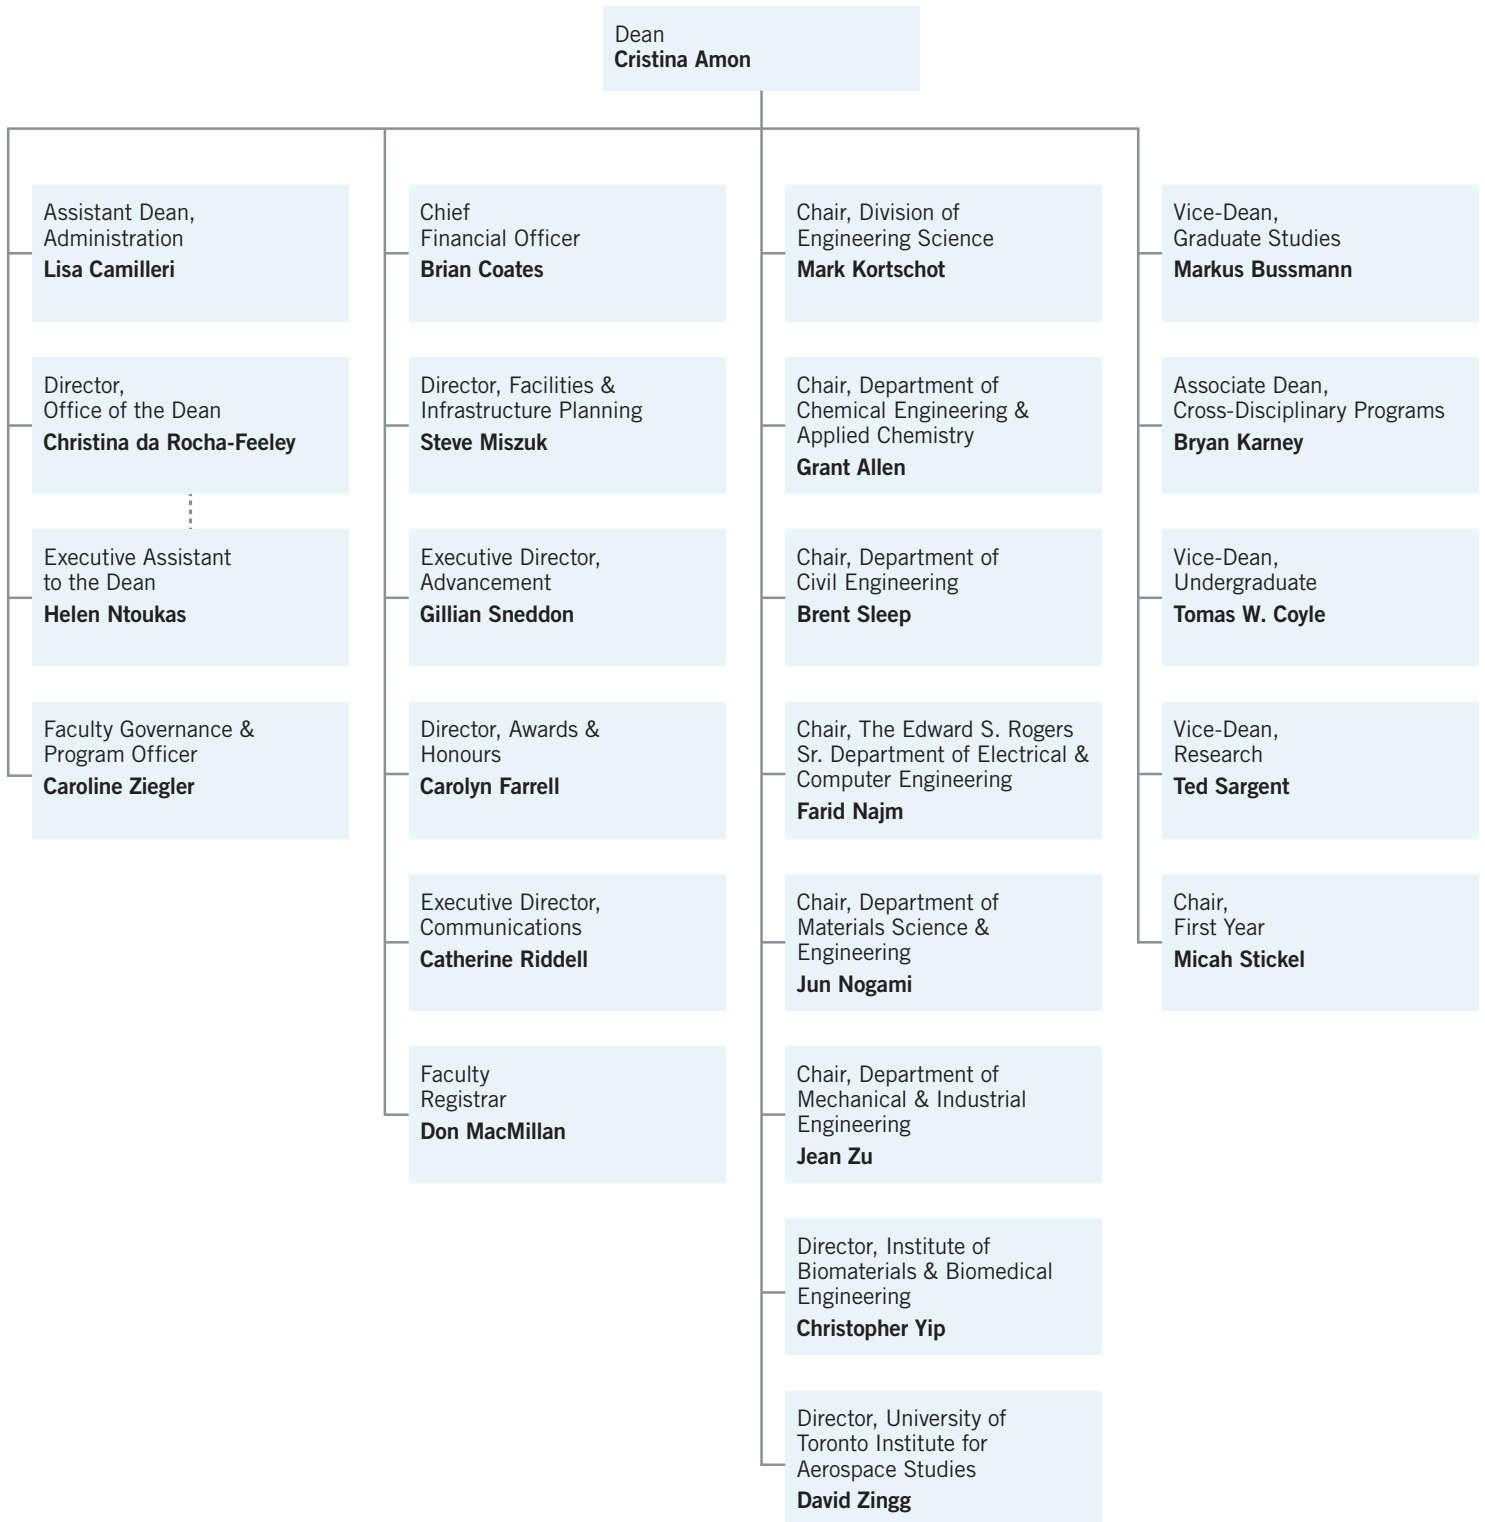 Dean
Cristina Amon
Assistant Dean,
Administration
Lisa Camilleri
Director,
Office of the Dean
Christina da Rocha-Feeley
Executive Assistant
to the Dean
Helen Ntoukas
Faculty Governance &
Program Officer
Caroline Ziegler
Chief
Financial Officer
Brian Coates
Director, Facilities &
Infrastructure Planning
Steve Miszuk
Executive Director,
Advancement
Gillian Sneddon
Director, Awards &
Honours
Carolyn Farrell
Executive Director,
Communications
Catherine Riddell
Faculty
Registrar
Don MacMillan
Chair, Division of
Engineering Science
Mark Kortschot
Chair, Department of
Chemical Engineering &
Applied Chemistry
Grant Allen
Chair, Department of
Civil Engineering
Brent Sleep
Chair, The Edward S. Rogers
Sr. Department of Electrical &
Computer Engineering
Farid Najm
Chair, Department of
Materials Science &
Engineering
Jun Nogami
Chair, Department of
Mechanical & Industrial
Engineering
Jean Zu
Director, Institute of
Biomaterials & Biomedical
Engineering
Christopher Yip
Director, University of
Toronto Institute for
Aerospace Studies
David Zingg
Vice-Dean,
Graduate Studies
Markus Bussmann
Associate Dean,
Cross-Disciplinary Programs
Bryan Karney
Vice-Dean,
Undergraduate
Tomas W. Coyle
Vice-Dean,
Research
Ted Sargent
Chair,
First Year
Micah Stickel